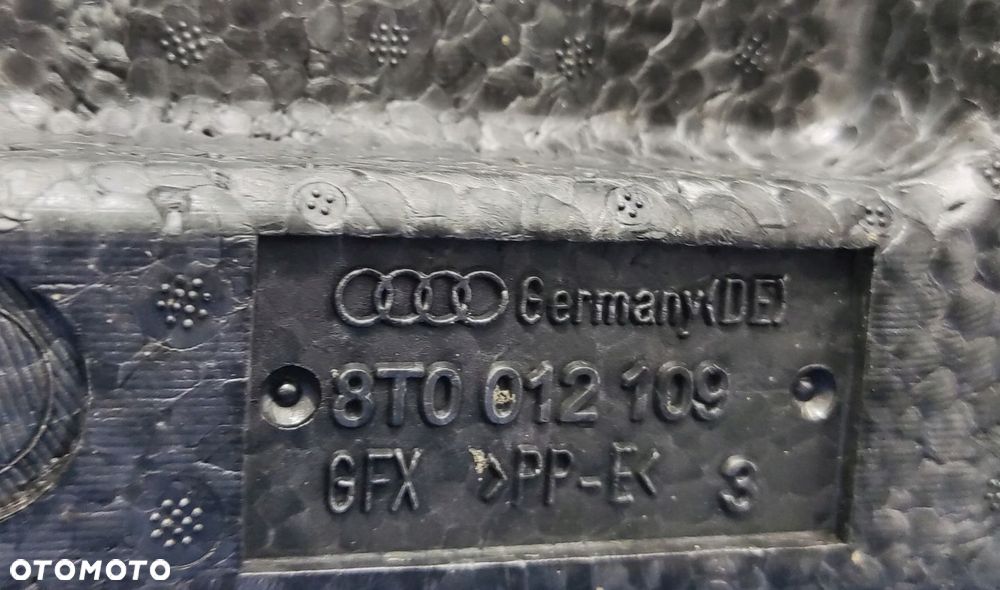 Germany(DE)
8T0 012 109
GFX >PP-E< 3
OTOMOTO